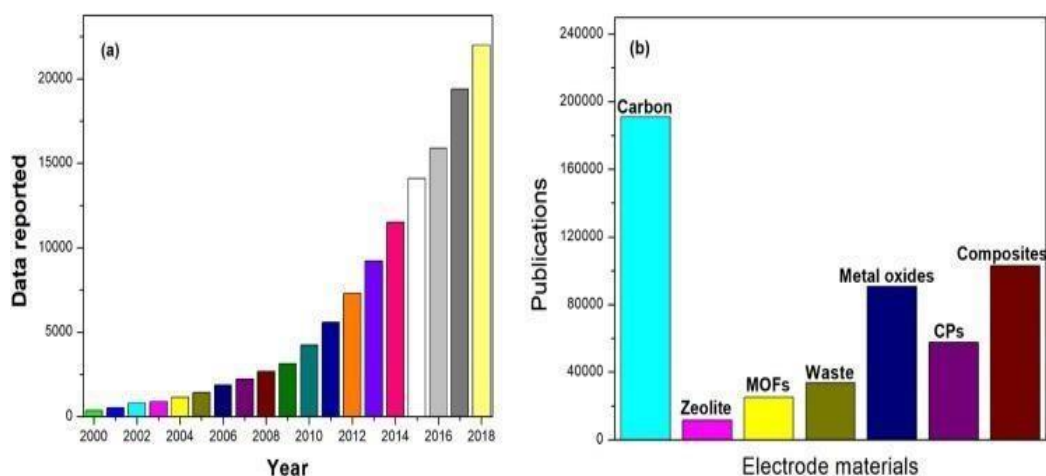 (a)
Data reported
20000
15000
10000
5000
0
2000 2002 2004 2006 2008 2010 2012 2014 2016 2018
Year
(b)
Publications
240000
200000
160000
120000
80000
40000
0
Carbon
Zeolite
MOFs
Waste
Metal oxides
CPs
Composites
Electrode materials